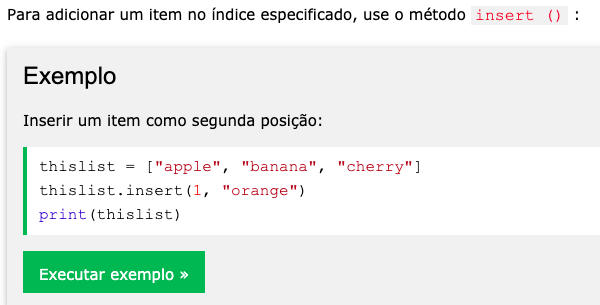 Para adicionar um item no índice especificado, use o método insert () :
Exemplo
Inserir um item como segunda posição:
thislist = ["apple", "banana", "cherry"]
thislist.insert(1, "orange")
print(thislist)
Executar exemplo »